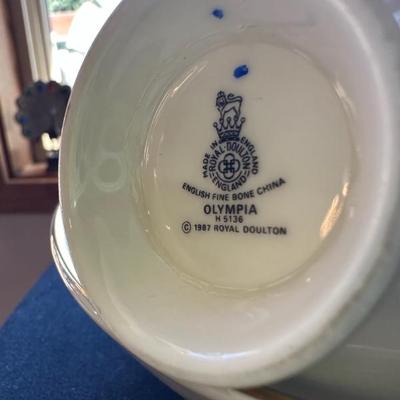 MADE IN ENGLAND
ROYAL DOULTON
ENGLAND
ENGLISH FINE BONE CHINA
OLYMPIA
H 5136
© 1987 ROYAL DOULTON